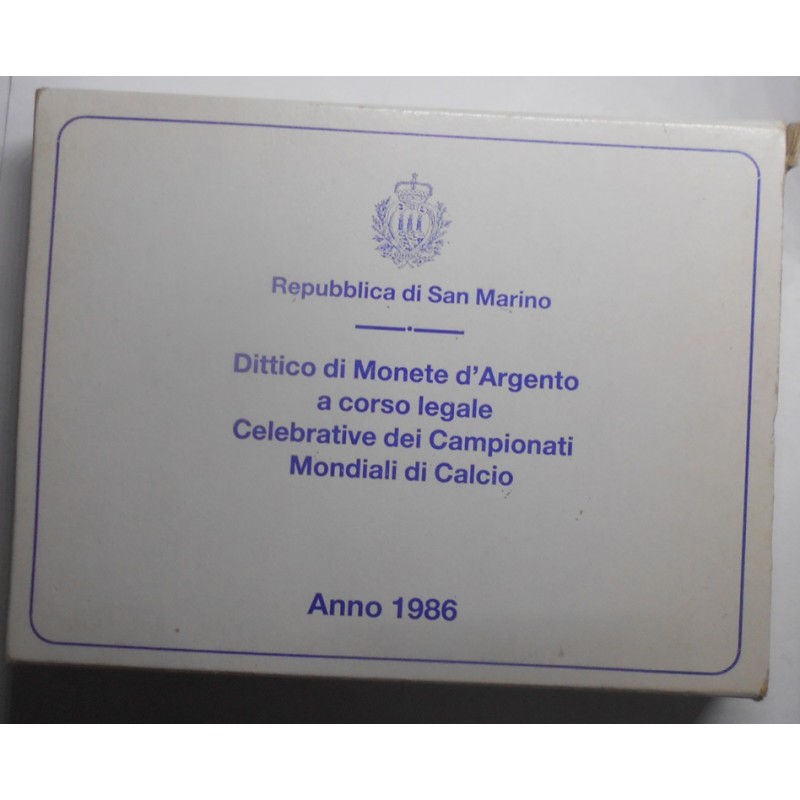 Repubblica di San Marino
Dittico di Monete d'Argento
a corso legale
Celebrative dei Campionati
Mondiali di Calcio
Anno 1986